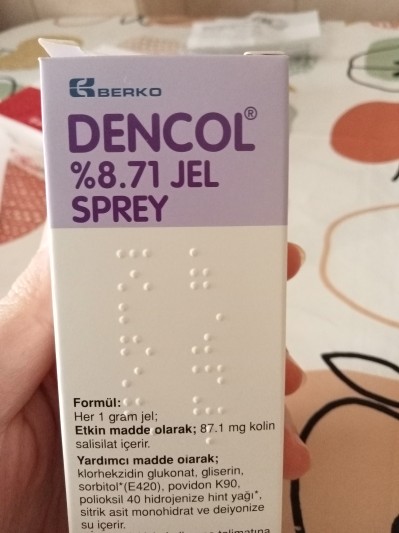 BERKO
DENCOL®
%8.71 JEL
SPREY
Formül:
Her 1 gram jel;
Etkin madde olarak; 87.1 mg kolin
salisilat içerir.
Yardımcı madde olarak;
klorhekzidin glukonat, gliserin,
sorbitol*(E420), povidon K90,
polioksil 40 hidrojenize hint yağı*,
sitrik asit monohidrat ve deiyonize
su içerir.